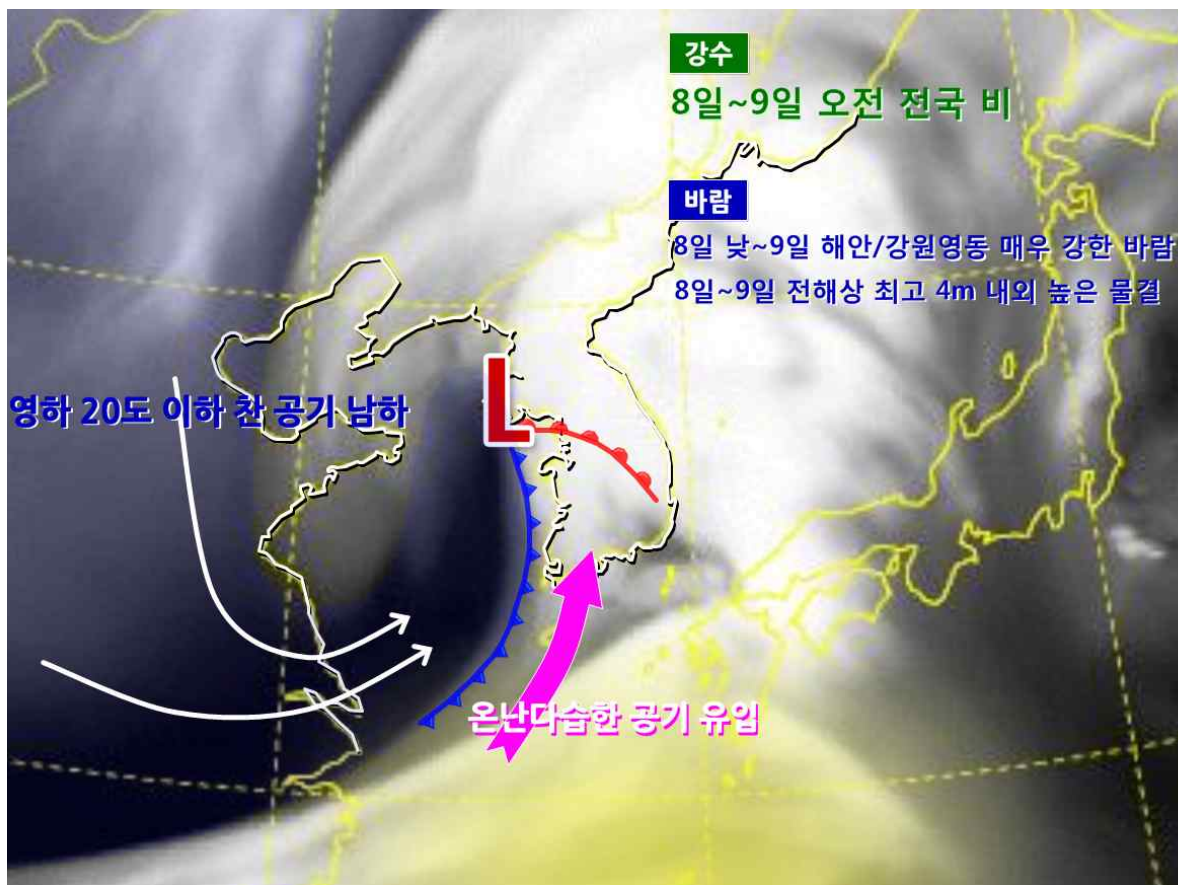 강수
8일~9일 오전 전국 비
바람
8일 낮~9일 해안/강원영동 매우 강한 바람
8일~9일 전해상 최고 4m 내외 높은 물결
L
영하 20도 이하 찬 공기 남하
온난다습한 공기 유입